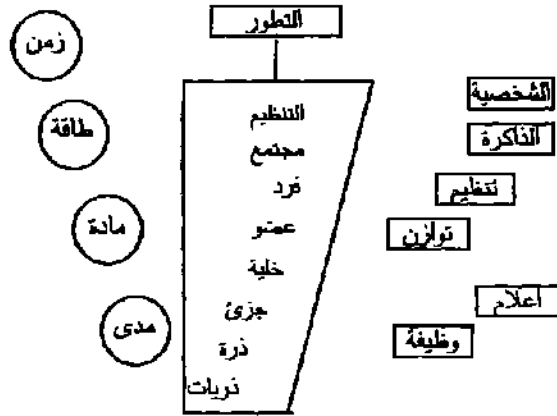 التطور
زمن
طاقة
مادة
مدى
التنظيم
مجتمع
فرد
عضو
خلية
جزئ
ذرة
ذريات
الشخصية
الذاكرة
تنظيم
توازن
اعلام
وظيفة